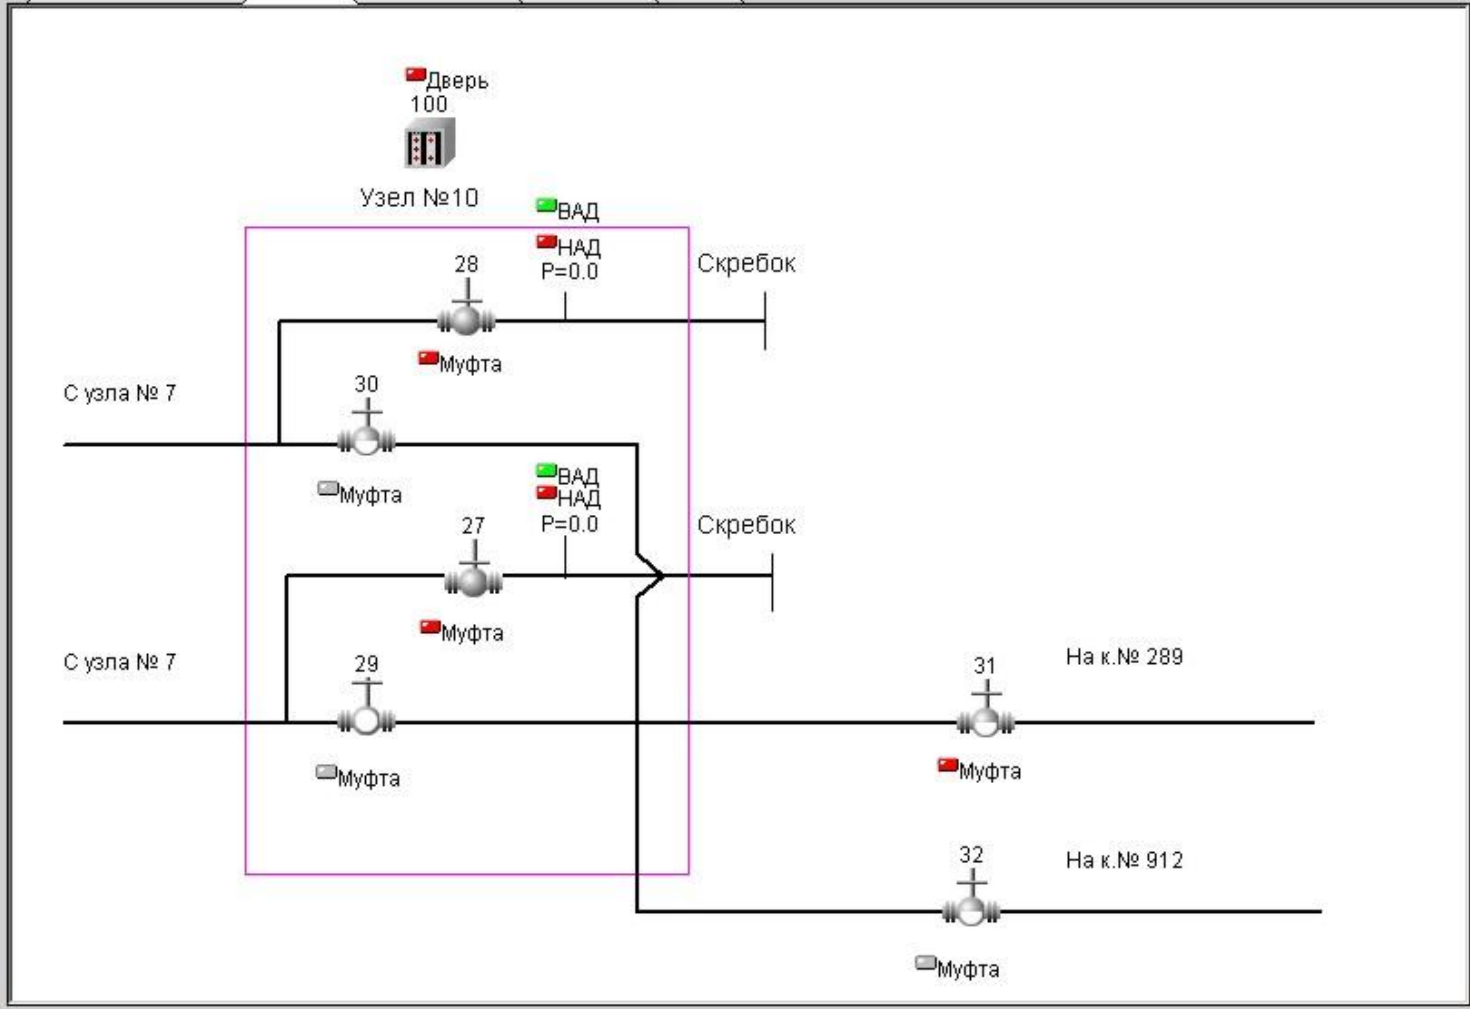 Дверь
100
Узел №10
ВАД
НАД
P=0.0
28
Скребок
Муфта
30
С узла № 7
Муфта
ВАД
НАД
P=0.0
27
Скребок
Муфта
С узла № 7
29
Муфта
31
На к.№ 289
Муфта
32
На к.№ 912
Муфта